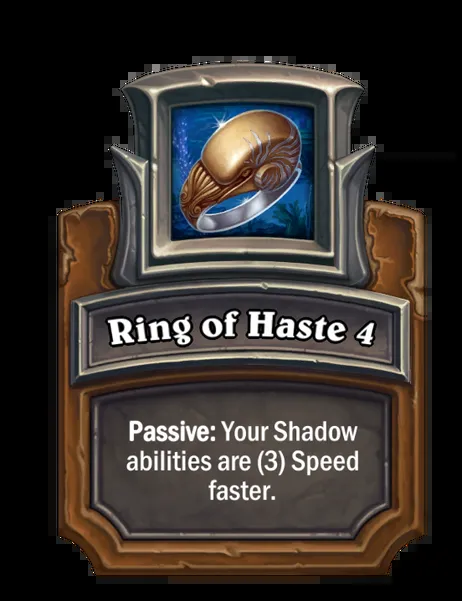 Ring of Haste 4
Passive: Your Shadow
abilities are (3) Speed
faster.